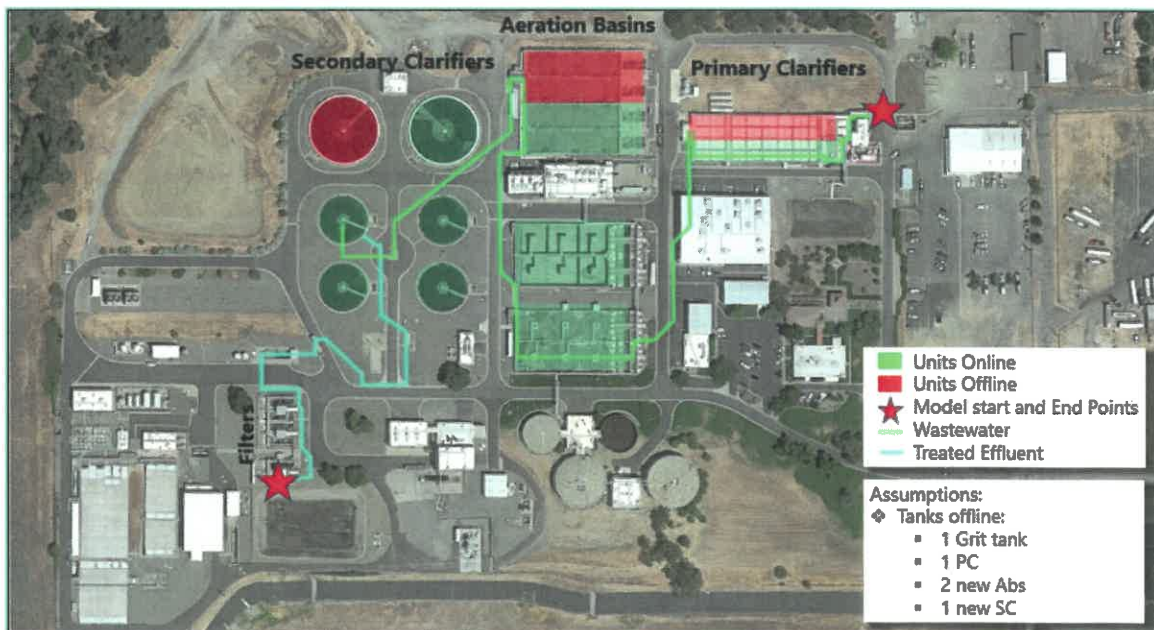 Aeration Basins
Secondary Clarifiers
Primary Clarifiers
Filters
Units Online
Units Offline
Model start and End Points
Wastewater
Treated Effluent
Assumptions:
❖ Tanks offline:
▪ 1 Grit tank
▪ 1 PC
▪ 2 new Abs
▪ 1 new SC